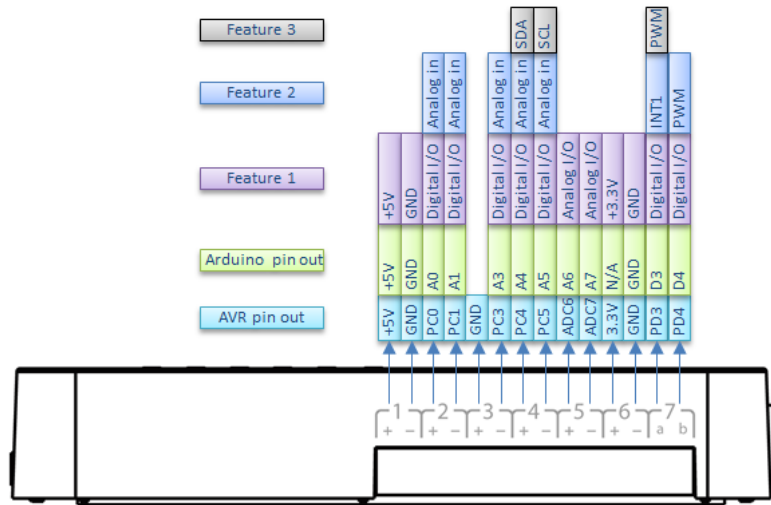 Feature 3
SDA
SCL
PWM
Feature 2
Analog in
Analog in
Analog in
Analog in
Analog in
INT1
PWM
Feature 1
+5V
GND
Digital I/O
Digital I/O
Digital I/O
Digital I/O
Digital I/O
Analog I/O
Analog I/O
+3.3V
GND
Digital I/O
Digital I/O
Arduino pin out
+5V
GND
A0
A1
A3
A4
A5
A6
A7
N/A
GND
D3
D4
AVR pin out
+5V
GND
PC0
PC1
GND
PC3
PC4
PC5
ADC6
ADC7
3.3V
GND
PD3
PD4
1 2 3 4 5 6 7
+ − + − + − + − + − + − a b